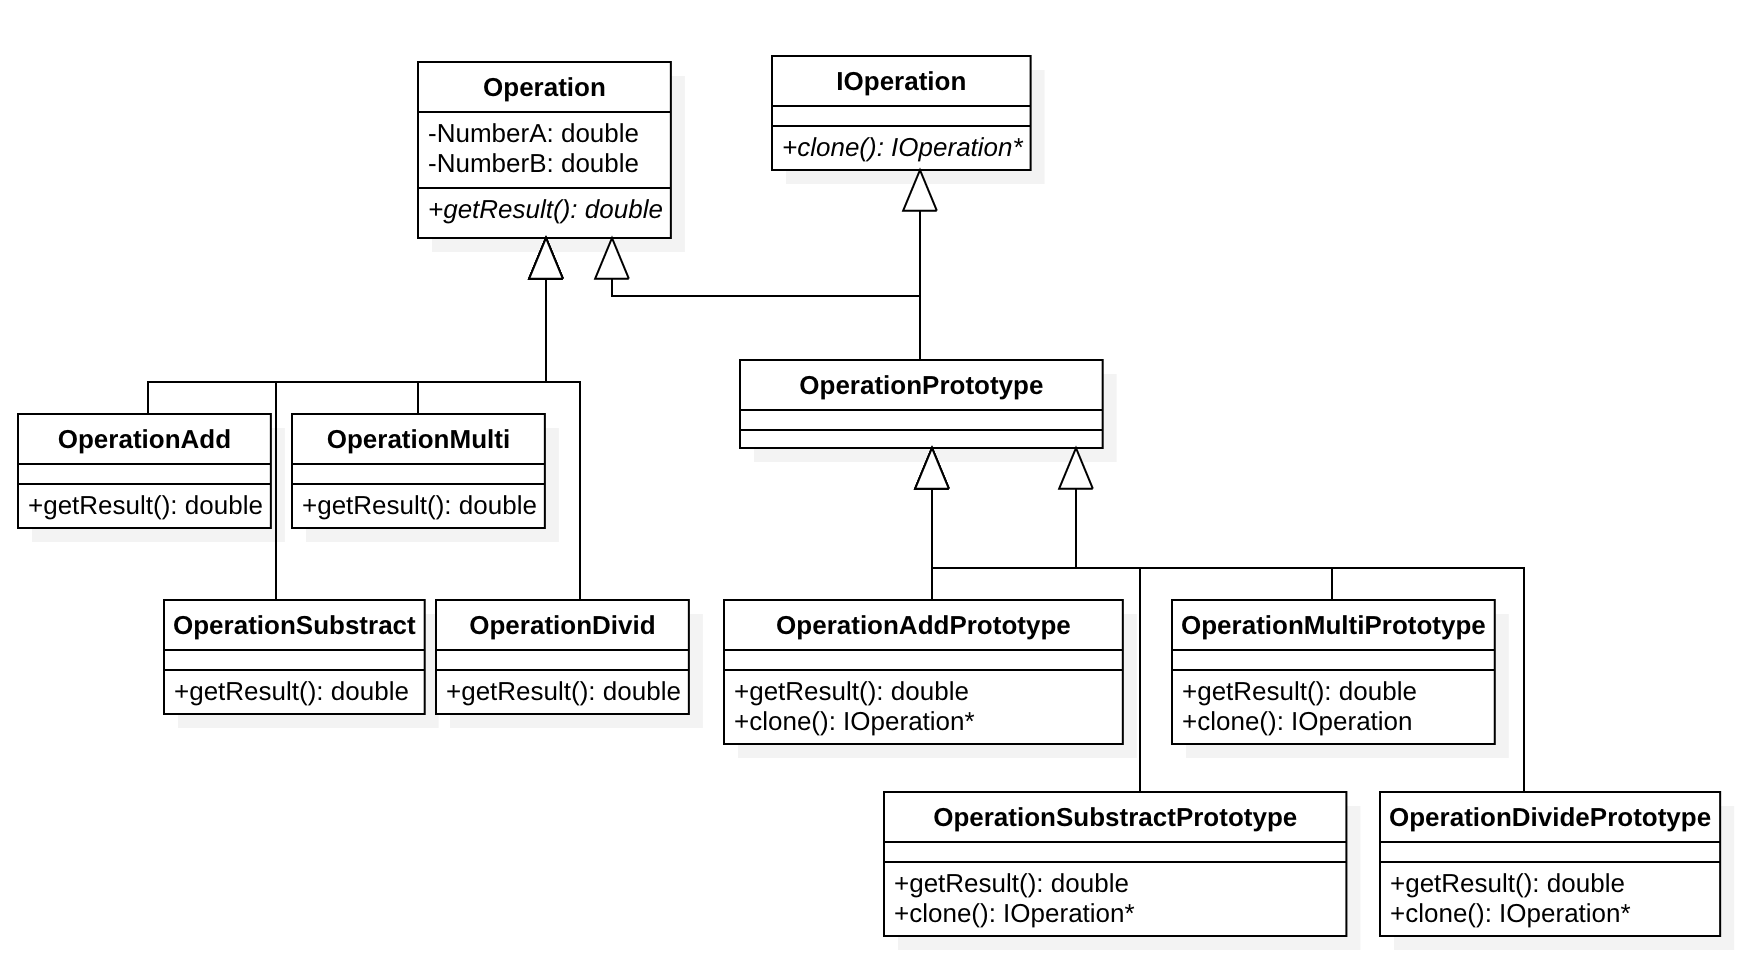 Operation
-NumberA: double
-NumberB: double
+getResult(): double
IOperation
+clone(): IOperation*
OperationPrototype
OperationAdd
+getResult(): double
OperationMulti
+getResult(): double
OperationSubstract
+getResult(): double
OperationDivid
+getResult(): double
OperationAddPrototype
+getResult(): double
+clone(): IOperation*
OperationMultiPrototype
+getResult(): double
+clone(): IOperation
OperationSubstractPrototype
+getResult(): double
+clone(): IOperation*
OperationDividePrototype
+getResult(): double
+clone(): IOperation*